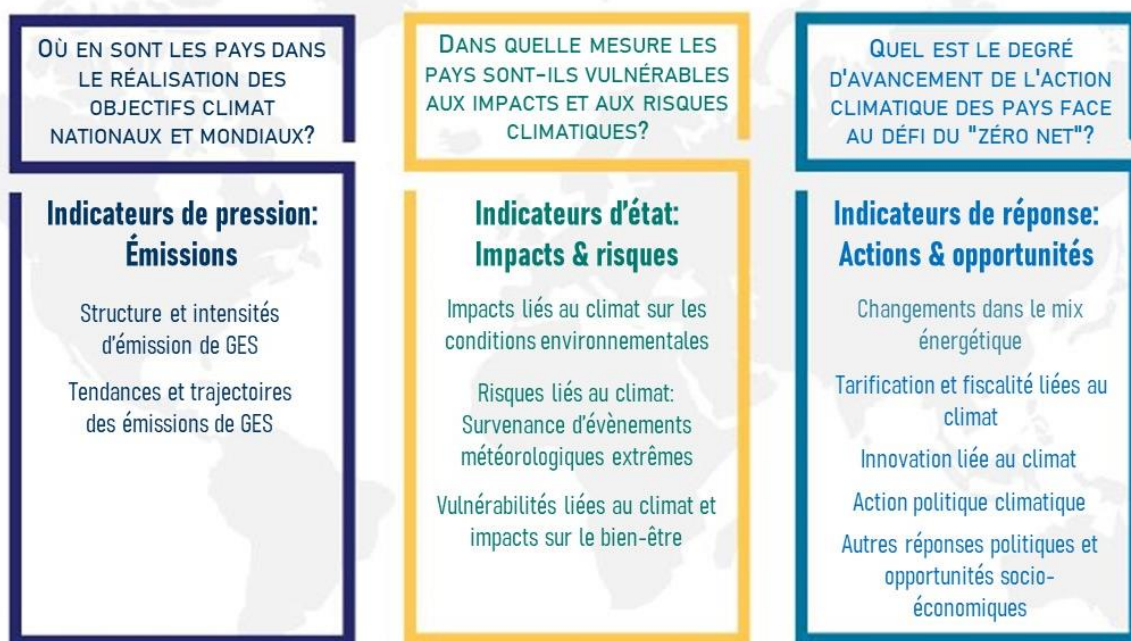 OÙ EN SONT LES PAYS DANS
LE RÉALISATION DES
OBJECTIFS CLIMAT
NATIONAUX ET MONDIAUX?
Indicateurs de pression:
Émissions
Structure et intensités
d'émission de GES
Tendances et trajectoires
des émissions de GES
DANS QUELLE MESURE LES
PAYS SONT-ILS VULNÉRABLES
AUX IMPACTS ET AUX RISQUES
CLIMATIQUES?
Indicateurs d'état:
Impacts & risques
Impacts liés au climat sur les
conditions environnementales
Risques liés au climat:
Survenance d'évènements
météorologiques extrêmes
Vulnérabilités liées au climat et
impacts sur le bien-être
QUEL EST LE DEGRÉ
D'AVANCEMENT DE L'ACTION
CLIMATIQUE DES PAYS FACE
AU DÉFI DU "ZÉRO NET"?
Indicateurs de réponse:
Actions & opportunités
Changements dans le mix
énergétique
Tarification et fiscalité liées au
climat
Innovation liée au climat
Action politique climatique
Autres réponses politiques et
opportunités socio-
économiques